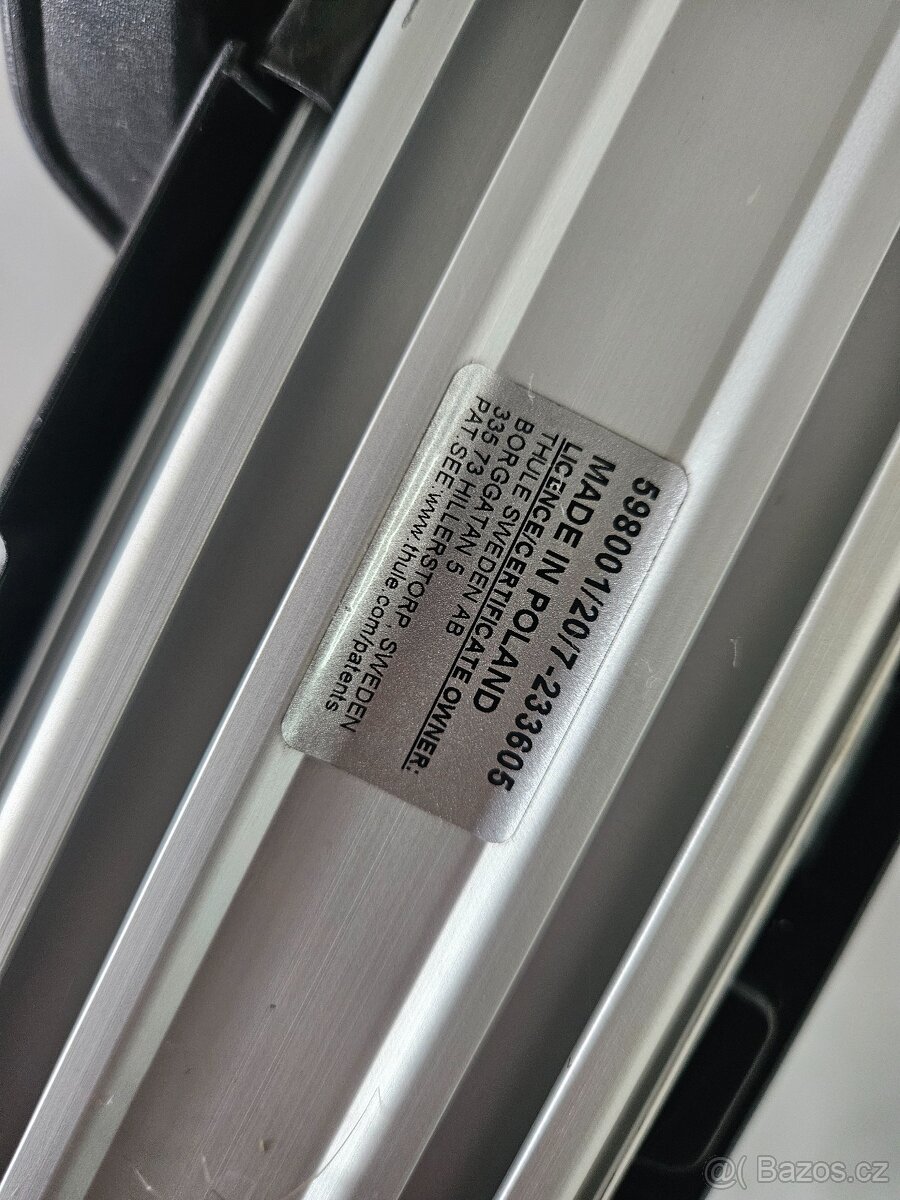 598001/20/7-233605
MADE IN POLAND
LICENCE/CERTIFICATE OWNER:
THULE SWEDEN AB
BORGGATAN 5
335 73 HILLERSTORP, SWEDEN
PAT.SEE.www.thule.com/patents
@( Bazos.cz